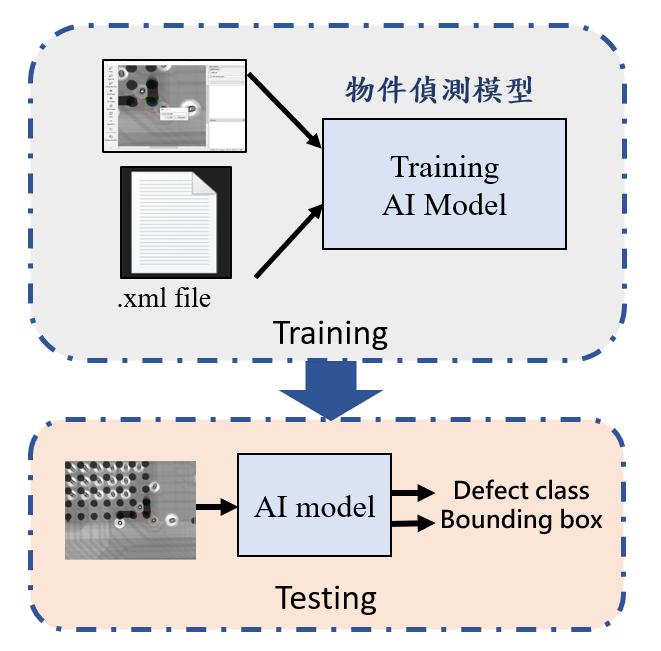 物件偵測模型
Training
AI Model
.xml file
Training
AI model
Defect class
Bounding box
Testing